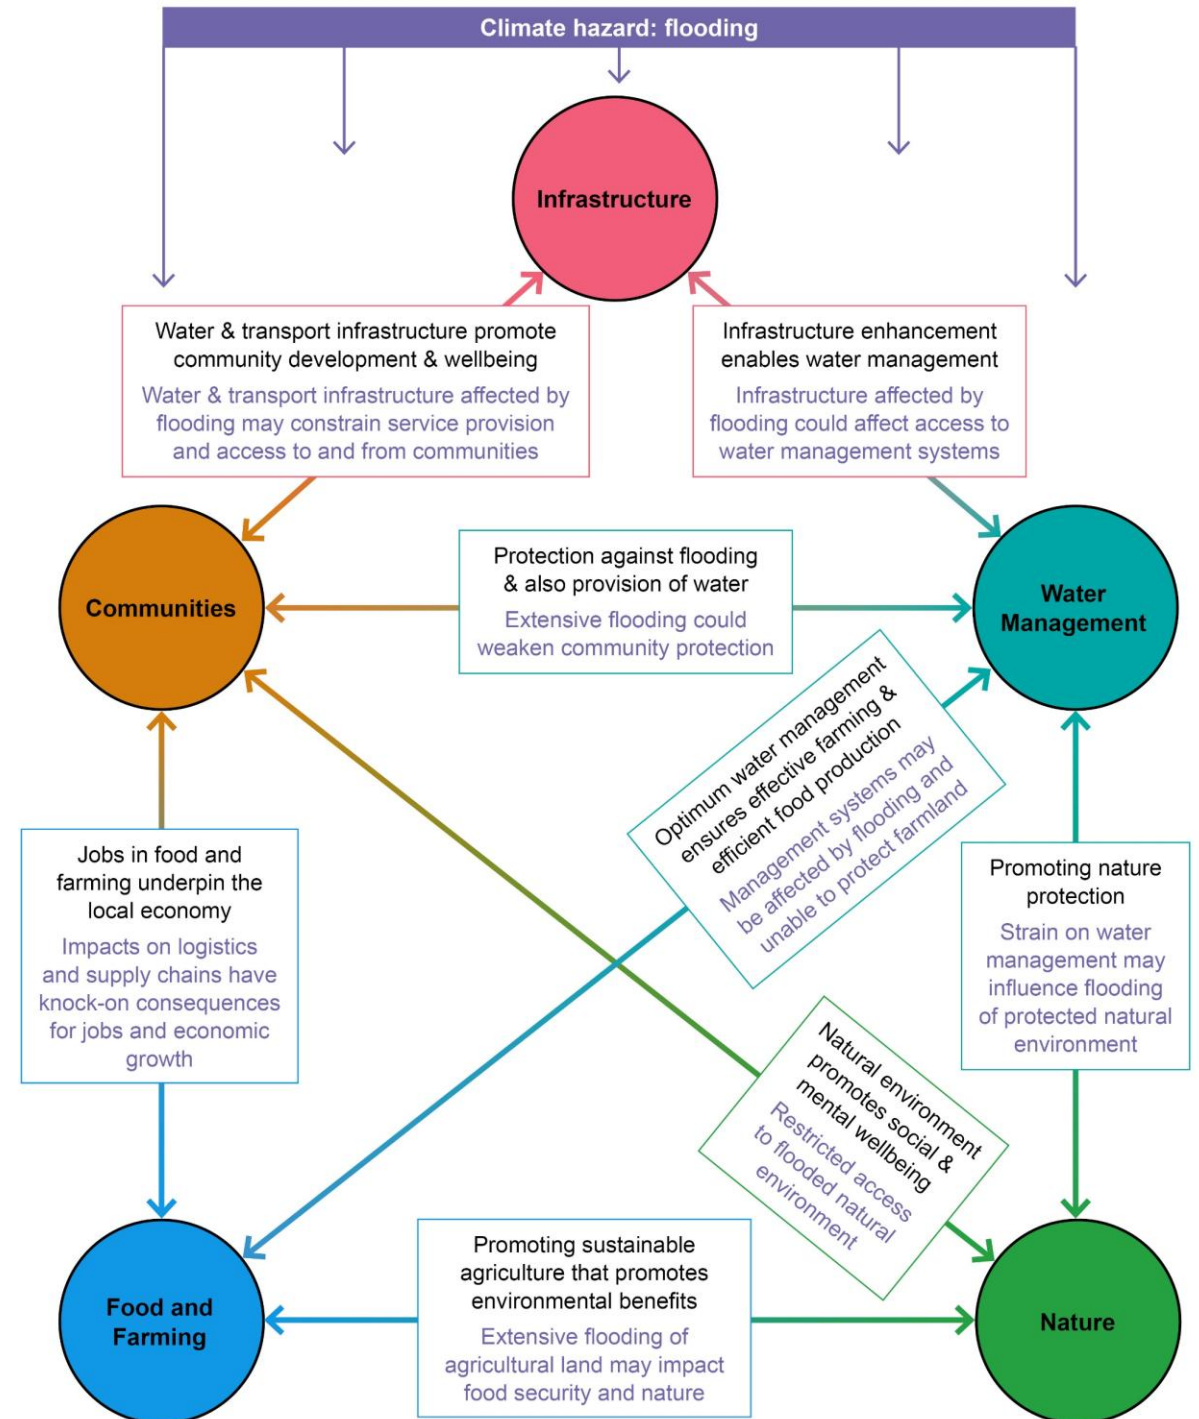 Climate hazard: flooding
Infrastructure
Water & transport infrastructure promote
community development & wellbeing
Water & transport infrastructure affected by
flooding may constrain service provision
and access to and from communities
Infrastructure enhancement
enables water management
Infrastructure affected by
flooding could affect access to
water management systems
Communities
Protection against flooding
& also provision of water
Extensive flooding could
weaken community protection
Water
Management
Optimum water management
ensures effective farming &
efficient food production
Management systems may
be affected by flooding and
unable to protect farmland
Jobs in food and
farming underpin the
local economy
Impacts on logistics
and supply chains have
knock-on consequences
for jobs and economic
growth
Promoting nature
protection
Strain on water
management may
influence flooding
of protected natural
environment
Natural environment
promotes social &
mental wellbeing
Restricted access
to flooded natural
environment
Food and
Farming
Promoting sustainable
agriculture that promotes
environmental benefits
Extensive flooding of
agricultural land may impact
food security and nature
Nature